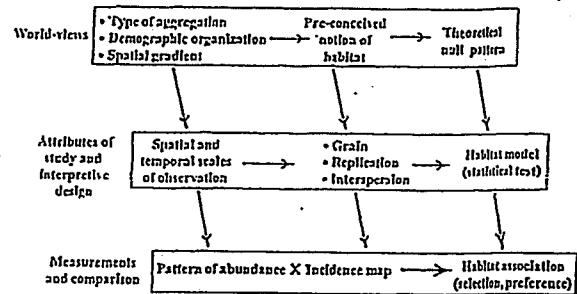 World-views
• Type of aggregation
• Demographic organization
• Spatial gradient
Pre-conceived
notion of
habitat
Theoretical
null pattern
Attributes of
study and
interpretive
design
Spatial and
temporal scales
of observation
• Grain
• Replication
• Interspersion
Habitat model
(statistical test)
Measurements
and comparison
Pattern of abundance X Incidence map
Habitat association
(selection, preference)